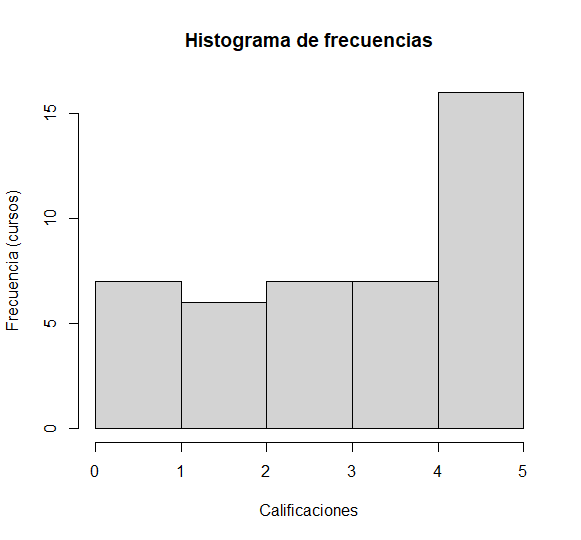 Histograma de frecuencias
Frecuencia (cursos)
15
10
5
0
0 1 2 3 4 5
Calificaciones